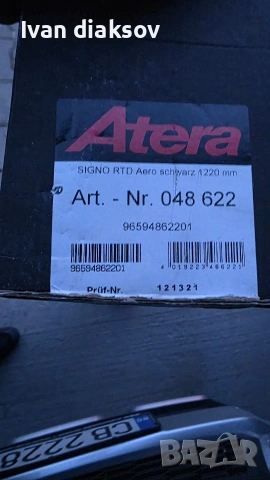 Ivan diaksov
Atera
SIGNO RTD Aero schwarz 1220 mm
Art. - Nr. 048 622
96594862201
96594862201
4 019223 486221
Prüf-Nr. 121321
CB 2228
BAZAR